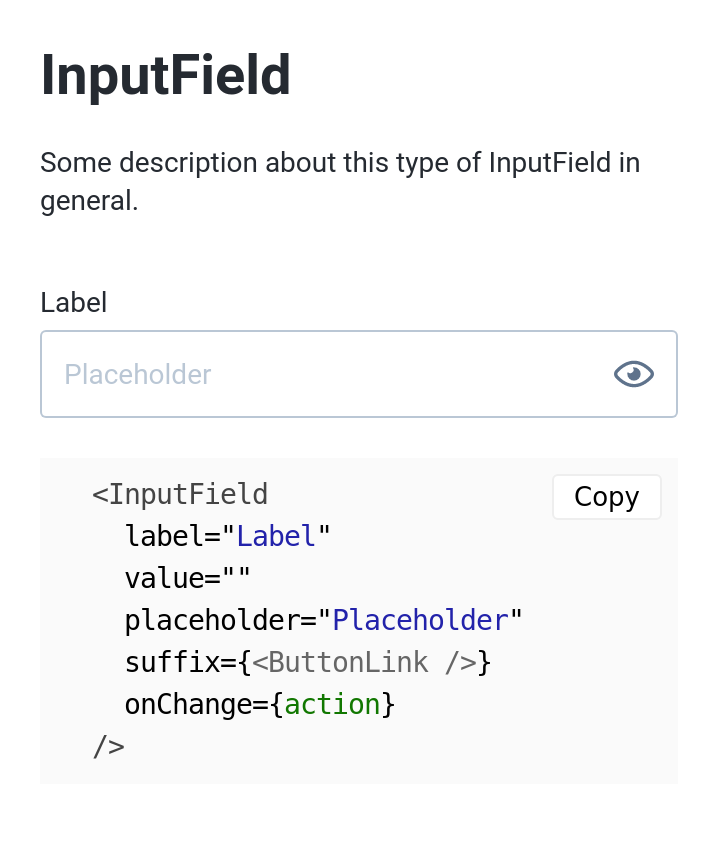 InputField
Some description about this type of InputField in
general.
Label
Placeholder
<InputField
Copy
label="Label"
value=""
placeholder="Placeholder"
suffix={<ButtonLink />}
onChange={action}
/>